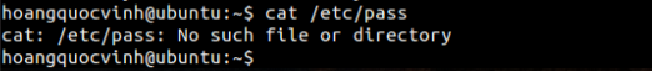 hoangquocvinh@ubuntu:~$ cat /etc/pass
cat: /etc/pass: No such file or directory
hoangquocvinh@ubuntu:~$